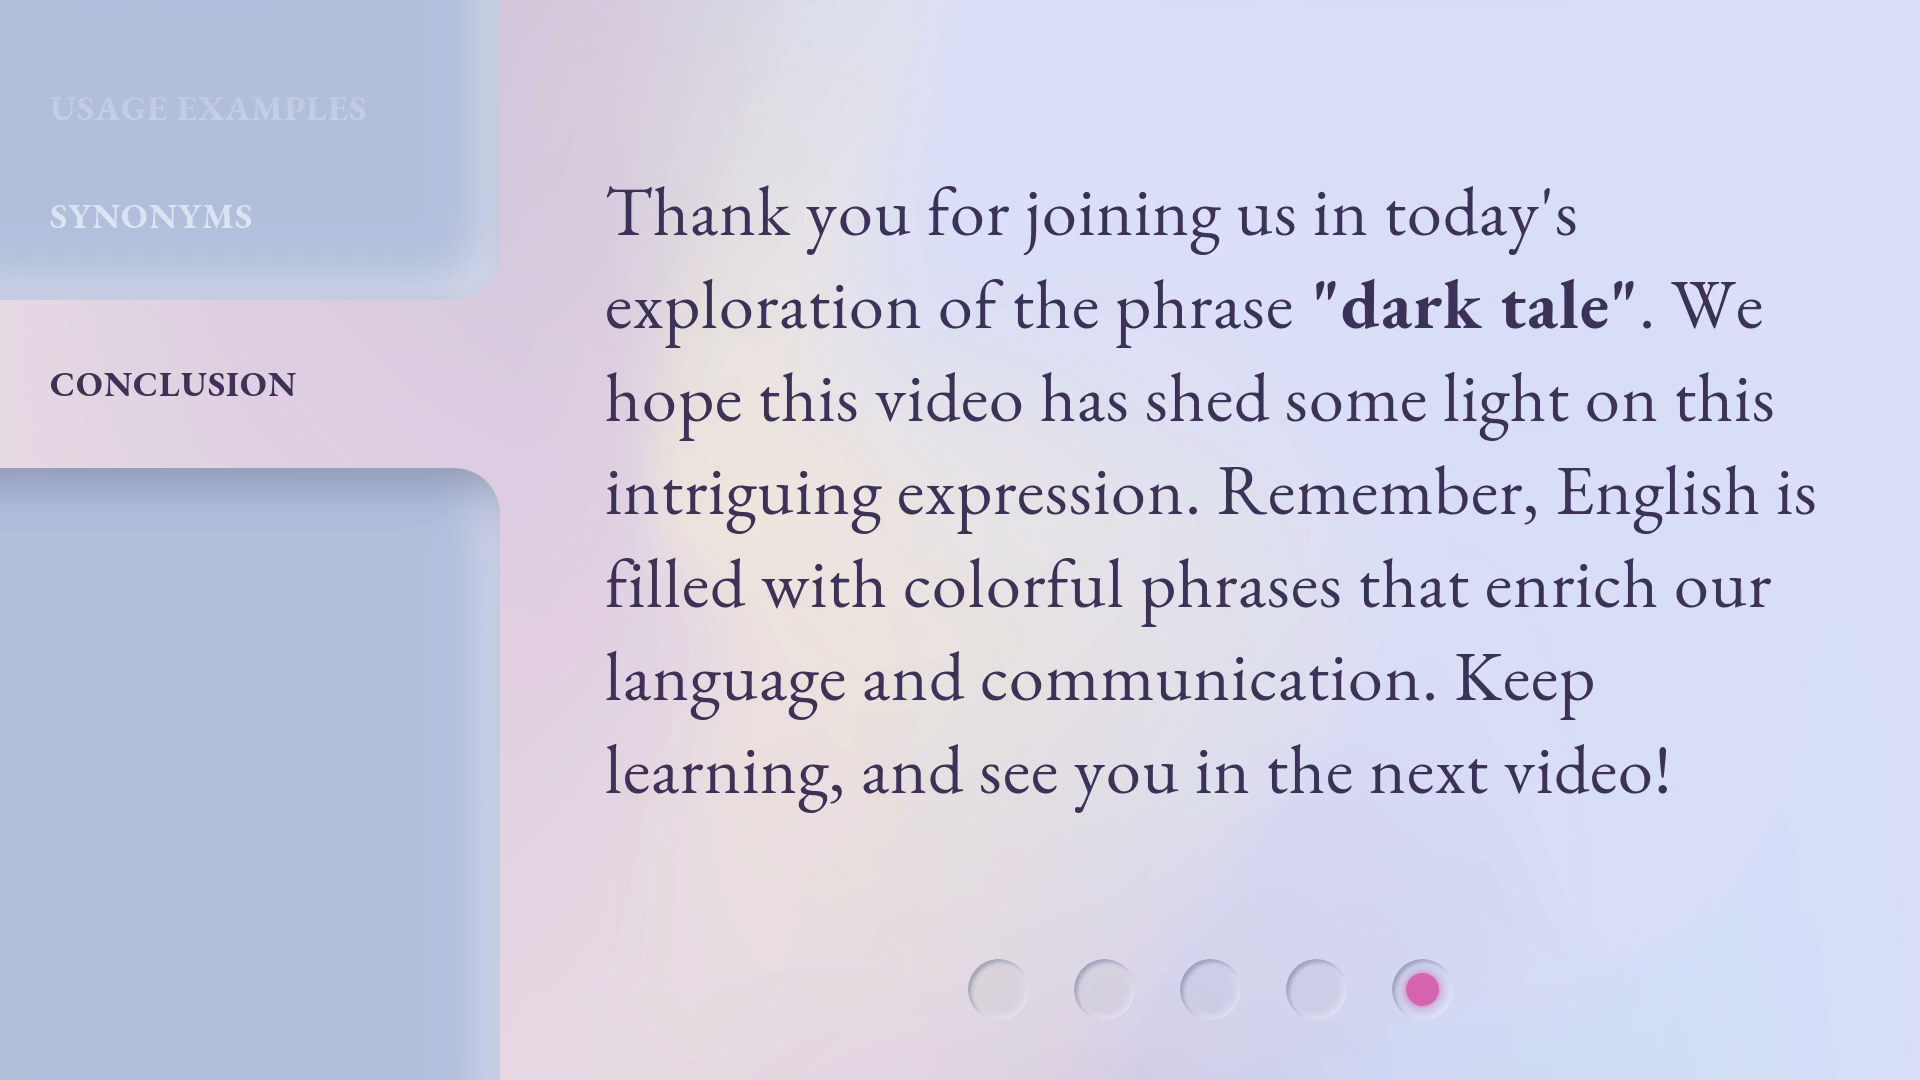 USAGE EXAMPLES
SYNONYMS
CONCLUSION
Thank you for joining us in today's
exploration of the phrase "dark tale". We
hope this video has shed some light on this
intriguing expression. Remember, English is
filled with colorful phrases that enrich our
language and communication. Keep
learning, and see you in the next video!